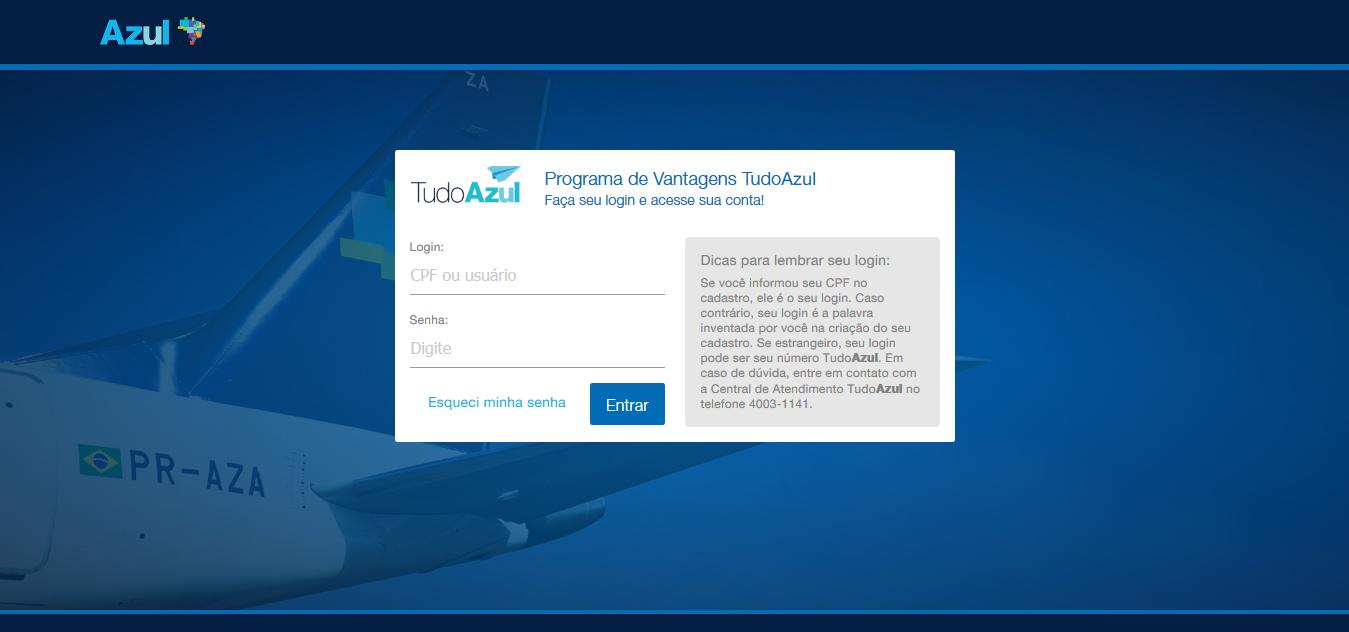 Azul
ZA
TudoAzul
Programa de Vantagens TudoAzul
Faça seu login e acesse sua conta!
Login:
CPF ou usuário
Senha:
Digite
Esqueci minha senha
Entrar
Dicas para lembrar seu login:
Se você informou seu CPF no
cadastro, ele é o seu login. Caso
contrário, seu login é a palavra
inventada por você na criação do seu
cadastro. Se estrangeiro, seu login
pode ser seu número TudoAzul. Em
caso de dúvida, entre em contato com
a Central de Atendimento TudoAzul no
telefone 4003-1141.
PR-AZA